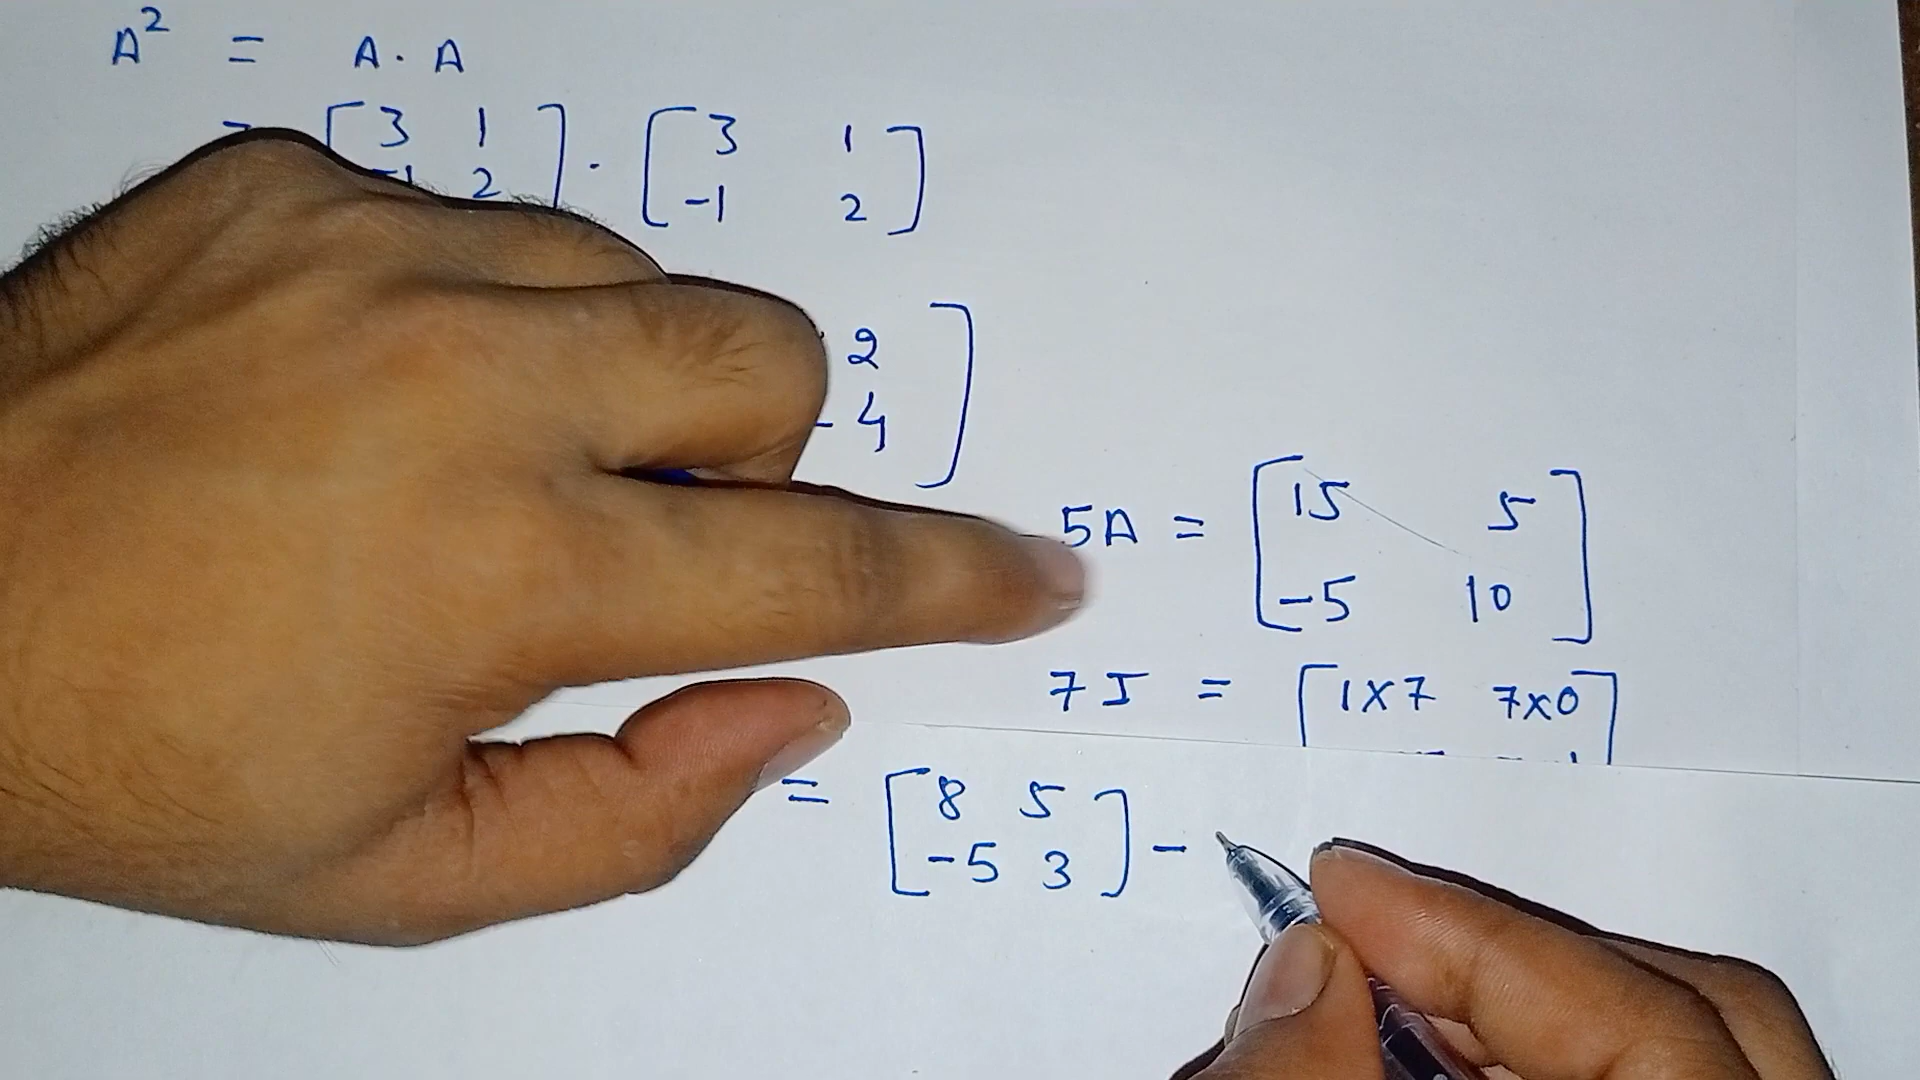 A² = A . A
= [ 3 1 ] . [ 3 1 ]
-1 2 -1 2
2 ]
- 4
5A = [ 15 5 ]
-5 10
7I = [ 1x7 7x0 ]
= [ 8 5 ] -
-5 3